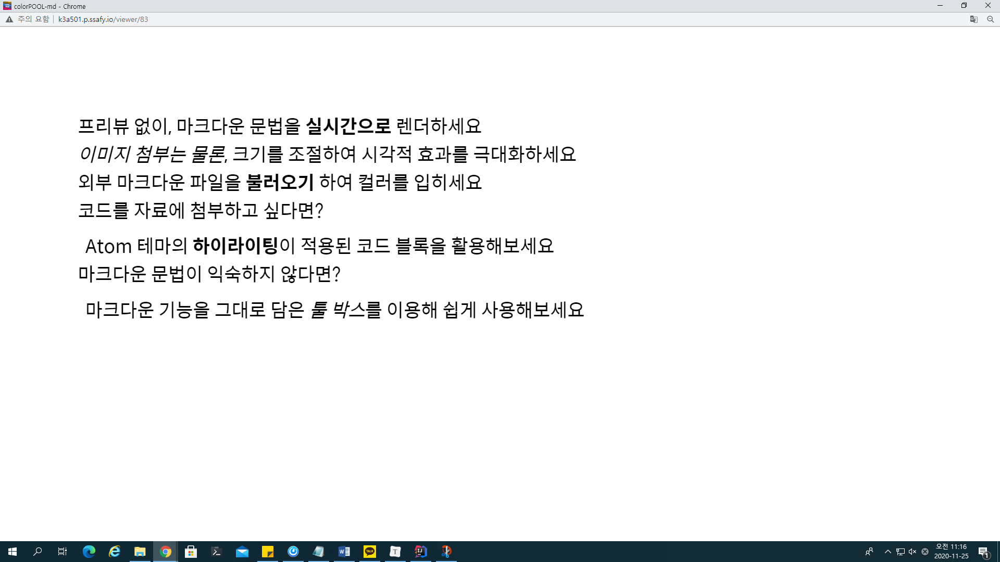 colorPOOL-md - Chrome
주의 요함 | k3a501.p.ssafy.io/viewer/83
프리뷰 없이, 마크다운 문법을 실시간으로 렌더하세요
이미지 첨부는 물론, 크기를 조절하여 시각적 효과를 극대화하세요
외부 마크다운 파일을 불러오기 하여 컬러를 입히세요
코드를 자료에 첨부하고 싶다면?
Atom 테마의 하이라이팅이 적용된 코드 블록을 활용해보세요
마크다운 문법이 익숙하지 않다면?
마크다운 기능을 그대로 담은 툴 박스를 이용해 쉽게 사용해보세요
TALK
T
IJ
오전 11:16
2020-11-25
1